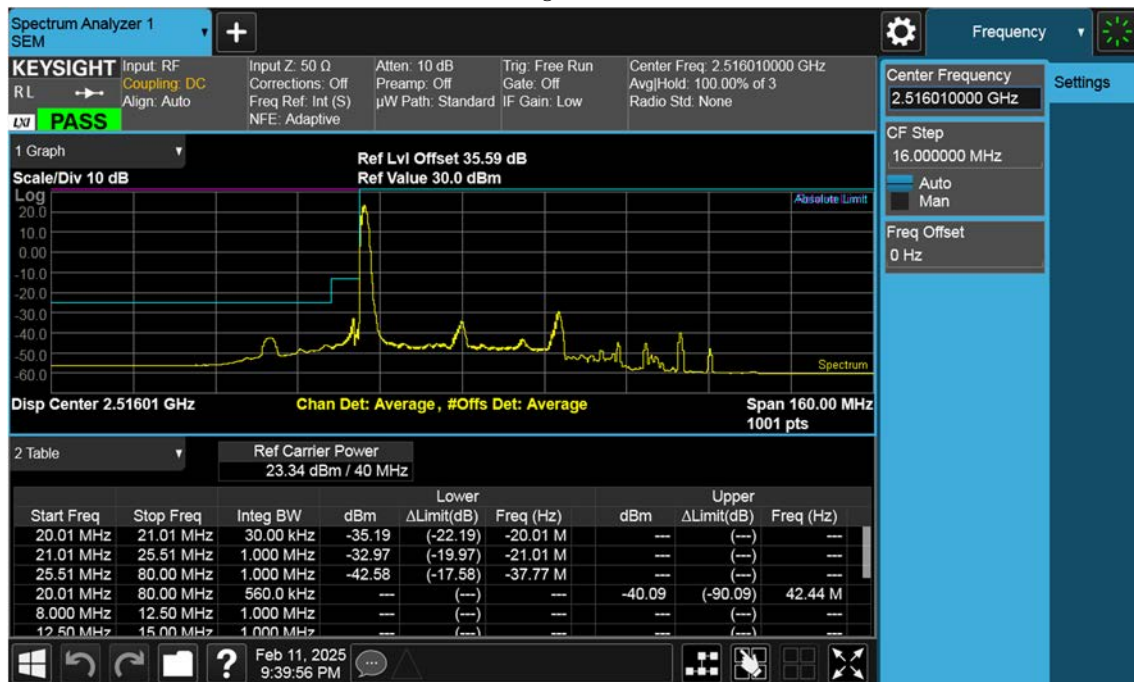 Spectrum Analyzer 1
SEM
Frequency
KEYSIGHT
RL
LXI PASS
Input: RF
Coupling: DC
Align: Auto
Input Z: 50 Ω
Corrections: Off
Freq Ref: Int (S)
NFE: Adaptive
Atten: 10 dB
Preamp: Off
µW Path: Standard
Trig: Free Run
Gate: Off
IF Gain: Low
Center Freq: 2.516010000 GHz
Avg|Hold: 100.00% of 3
Radio Std: None
Center Frequency
2.516010000 GHz
Settings
CF Step
16.000000 MHz
Auto
Man
Freq Offset
0 Hz
1 Graph
Scale/Div 10 dB
Ref Lvl Offset 35.59 dB
Ref Value 30.0 dBm
Log
20.0
10.0
0.00
-10.0
-20.0
-30.0
-40.0
-50.0
-60.0
Absolute Limit
Spectrum
Disp Center 2.51601 GHz
Chan Det: Average, #Offs Det: Average
Span 160.00 MHz
1001 pts
2 Table
Ref Carrier Power
23.34 dBm / 40 MHz
Lower Upper
Start Freq Stop Freq Integ BW dBm ΔLimit(dB) Freq (Hz) dBm ΔLimit(dB) Freq (Hz)
20.01 MHz 21.01 MHz 30.00 kHz -35.19 (-22.19) -20.01 M --- (---) ---
21.01 MHz 25.51 MHz 1.000 MHz -32.97 (-19.97) -21.01 M --- (---) ---
25.51 MHz 80.00 MHz 1.000 MHz -42.58 (-17.58) -37.77 M --- (---) ---
20.01 MHz 80.00 MHz 560.0 kHz --- (---) --- -40.09 (-90.09) 42.44 M
8.000 MHz 12.50 MHz 1.000 MHz --- (---) --- --- (---) ---
12.50 MHz 15.00 MHz 1.000 MHz --- (---) --- --- (---) ---
?
Feb 11, 2025
9:39:56 PM